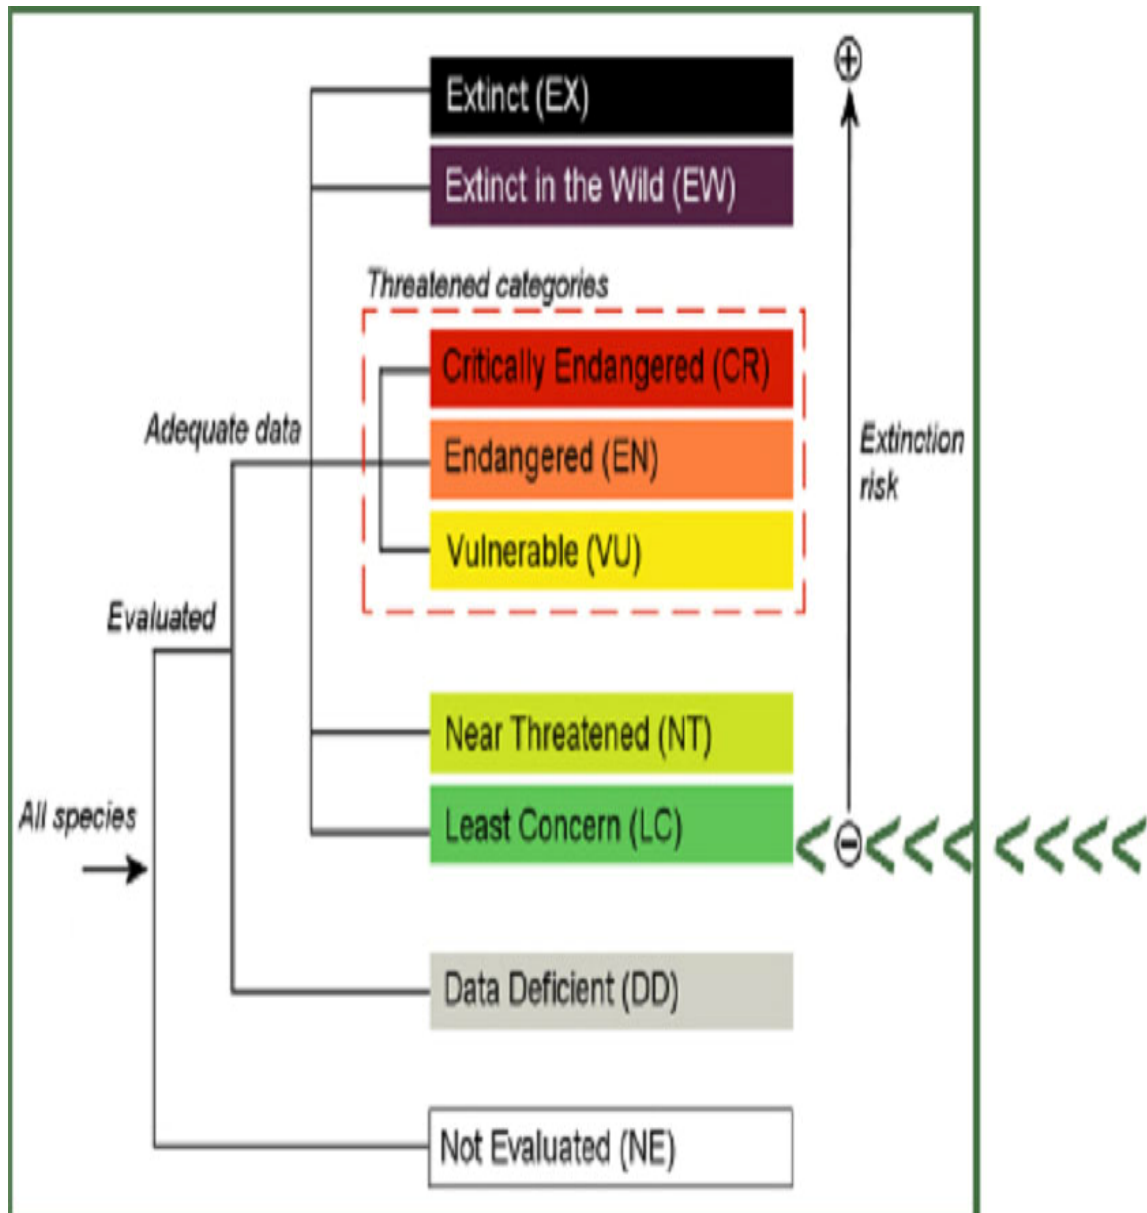 Extinct (EX)
Extinct in the Wild (EW)
Threatened categories
Critically Endangered (CR)
Adequate data
Endangered (EN)
Extinction
risk
Vulnerable (VU)
Evaluated
Near Threatened (NT)
All species
Least Concern (LC)
Data Deficient (DD)
Not Evaluated (NE)